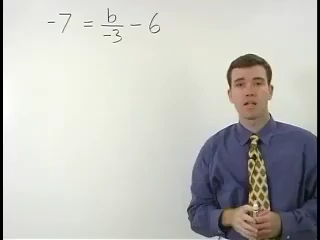 -7 = b/-3 - 6